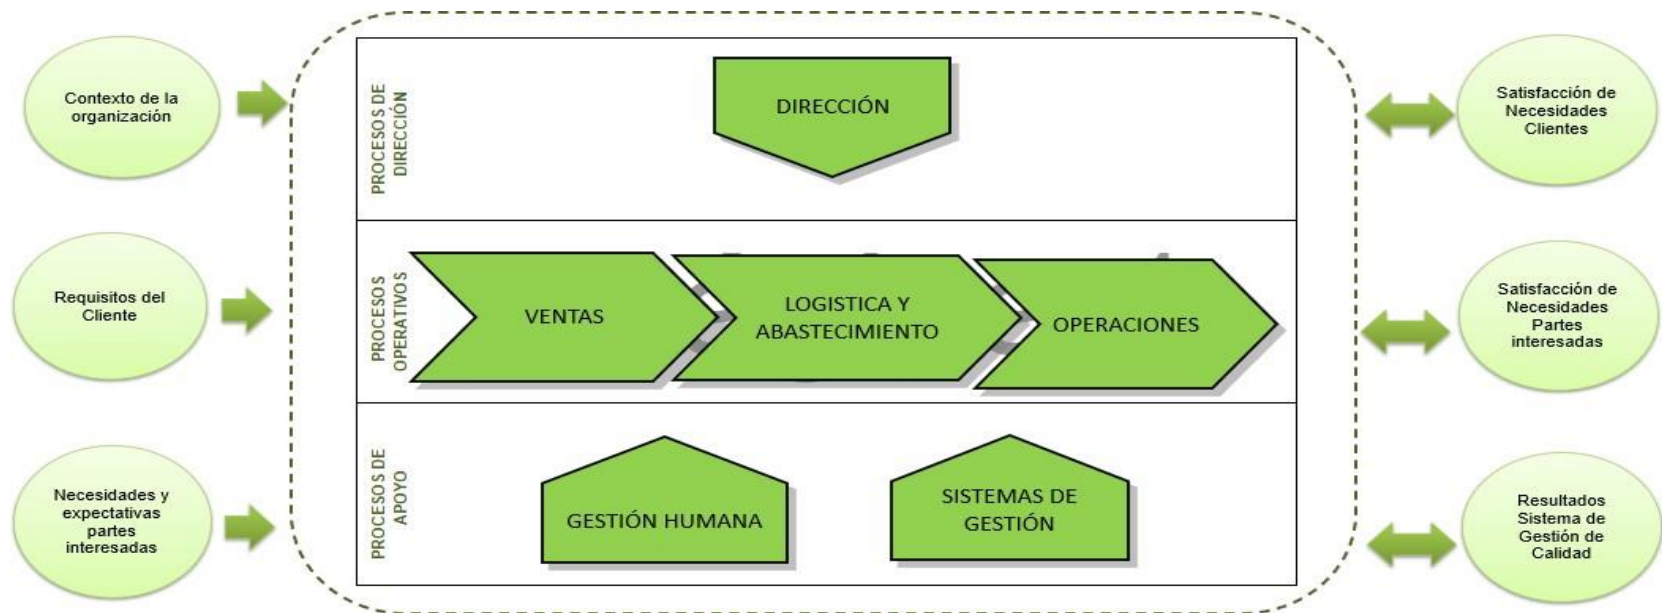 Contexto de la
organización
Requisitos del
Cliente
Necesidades y
expectativas
partes
interesadas
PROCESOS DE
DIRECCIÓN
DIRECCIÓN
PROCESOS
OPERATIVOS
VENTAS
LOGISTICA Y
ABASTECIMIENTO
OPERACIONES
PROCESOS DE
APOYO
GESTIÓN HUMANA
SISTEMAS DE
GESTIÓN
Satisfacción de
Necesidades
Clientes
Satisfacción de
Necesidades
Partes
interesadas
Resultados
Sistema de
Gestión de
Calidad